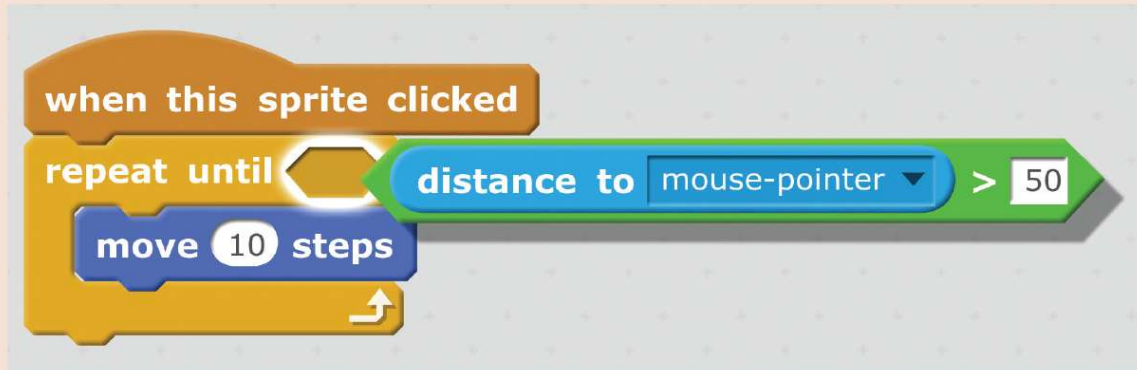 when this sprite clicked
repeat until distance to mouse-pointer > 50
move 10 steps